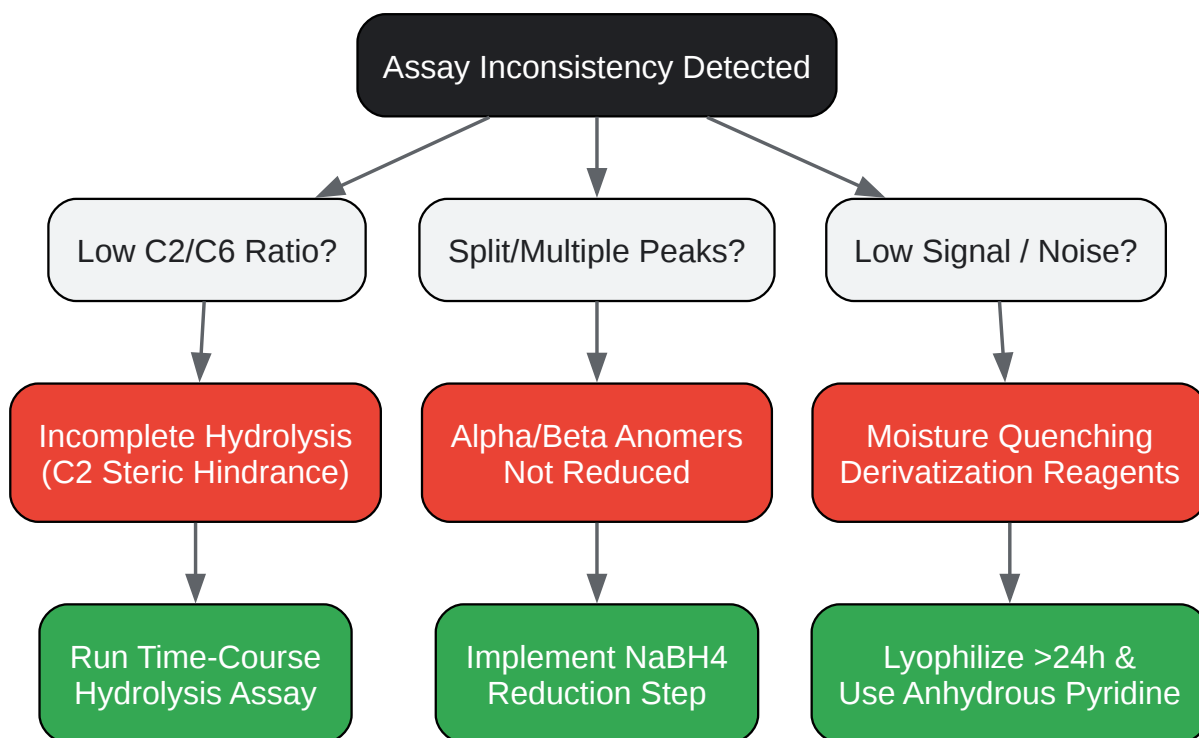 Assay Inconsistency Detected
Low C2/C6 Ratio?
Split/Multiple Peaks?
Low Signal / Noise?
Incomplete Hydrolysis
(C2 Steric Hindrance)
Alpha/Beta Anomers
Not Reduced
Moisture Quenching
Derivatization Reagents
Run Time-Course
Hydrolysis Assay
Implement NaBH4
Reduction Step
Lyophilize >24h &
Use Anhydrous Pyridine